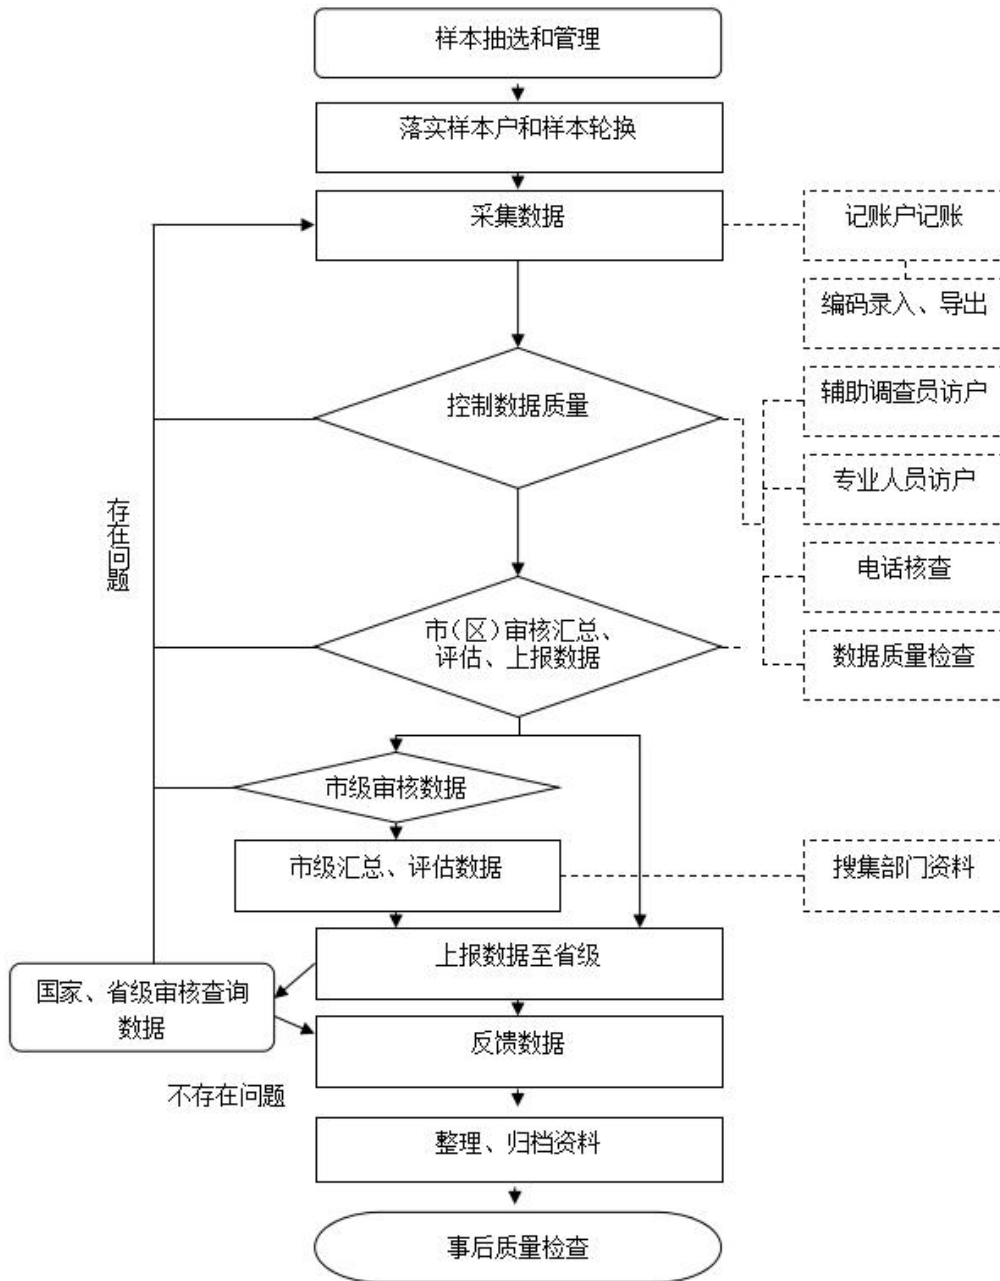 样本抽选和管理
落实样本户和样本轮换
采集数据
记账户记账
编码录入、导出
控制数据质量
辅助调查员访户
专业人员访户
电话核查
数据质量检查
存在问题
市(区)审核汇总、
评估、上报数据
市级审核数据
市级汇总、评估数据
搜集部门资料
上报数据至省级
国家、省级审核查询
数据
反馈数据
不存在问题
整理、归档资料
事后质量检查